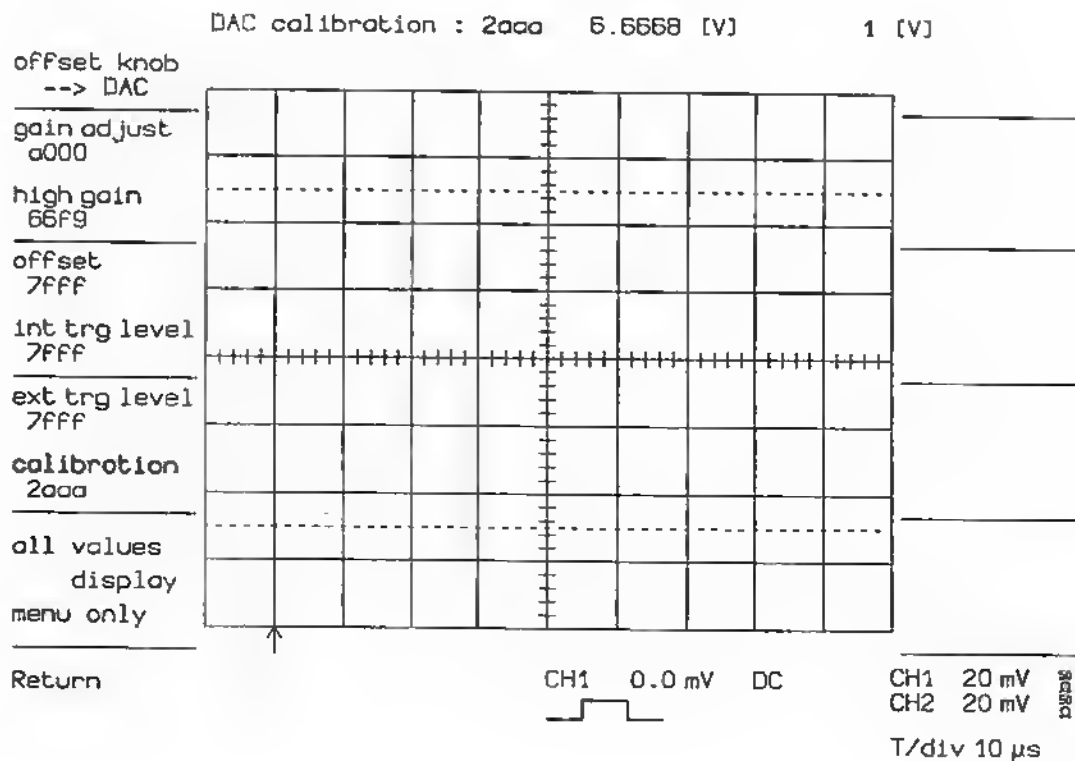 DAC calibration : 2aaa 6.6668 [V] 1 [V]
offset knob
--> DAC
gain adjust
a000
high gain
66f9
offset
7fff
int trg level
7fff
ext trg level
7fff
calibration
2aaa
all values
display
menu only
Return
CH1 0.0 mV DC
CH1 20 mV
CH2 20 mV
T/div 10 µs